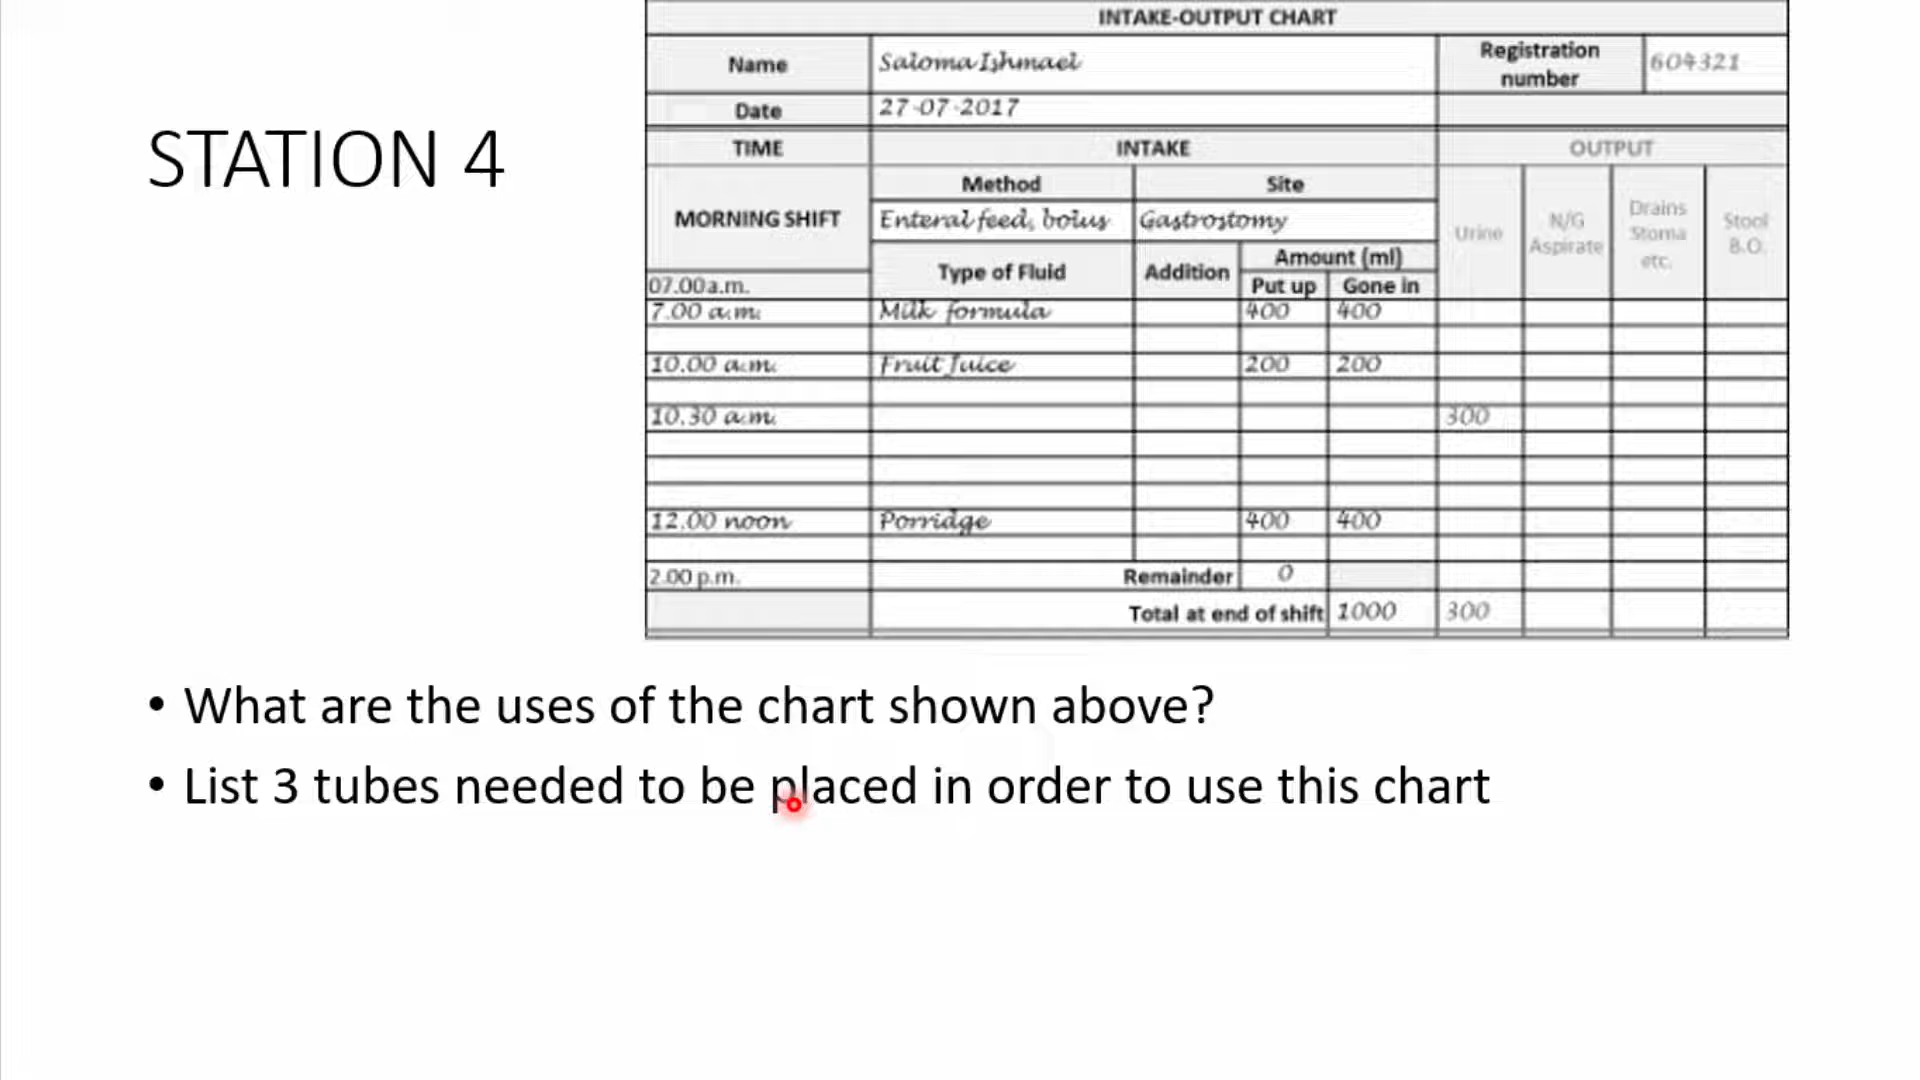 STATION 4
INTAKE-OUTPUT CHART
Name Saloma Ishmael Registration number 604321
Date 27-07-2017
TIME INTAKE OUTPUT
MORNING SHIFT Method Site Urine N/G Aspirate Drains Stoma etc. Stool B.O.
Enteral feed, bolus Gastrostomy
Type of Fluid Addition Amount (ml)
07.00 a.m. Put up Gone in
7.00 a.m. Milk formula 400 400
10.00 a.m. Fruit Juice 200 200
10.30 a.m. 300
12.00 noon Porridge 400 400
2.00 p.m. Remainder 0
Total at end of shift 1000 300
• What are the uses of the chart shown above?
• List 3 tubes needed to be placed in order to use this chart